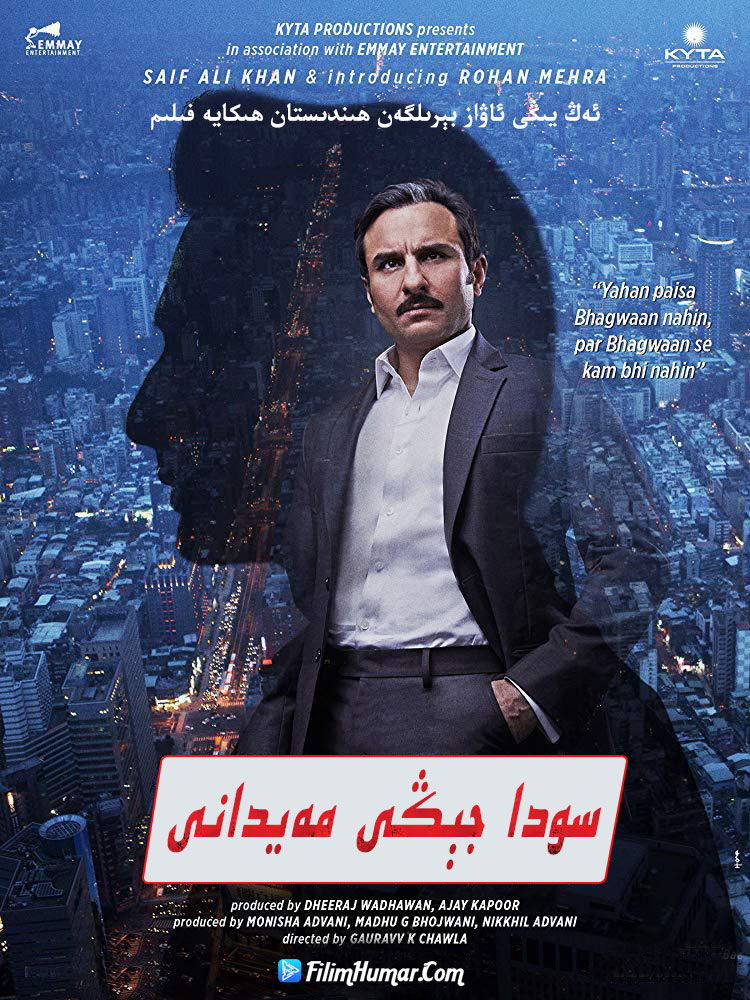 EMMAY
ENTERTAINMENT
KYTA PRODUCTIONS presents
in association with EMMAY ENTERTAINMENT
KYTA
PRODUCTIONS
SAIF ALI KHAN & introducing ROHAN MEHRA
ئەڭ يىڭى ئاۋاز بېرىلگەن ھىندىستان ھىكايە فىلىم
“Yahan paisa
Bhagwaan nahin,
par Bhagwaan se
kam bhi nahin”
سودا جېڭى مەيدانى
produced by DHEERAJ WADHAWAN, AJAY KAPOOR
produced by MONISHA ADVANI, MADHU G BHOJWANI, NIKKHIL ADVANI
directed by GAURAVV K CHAWLA
FilimHumar.Com